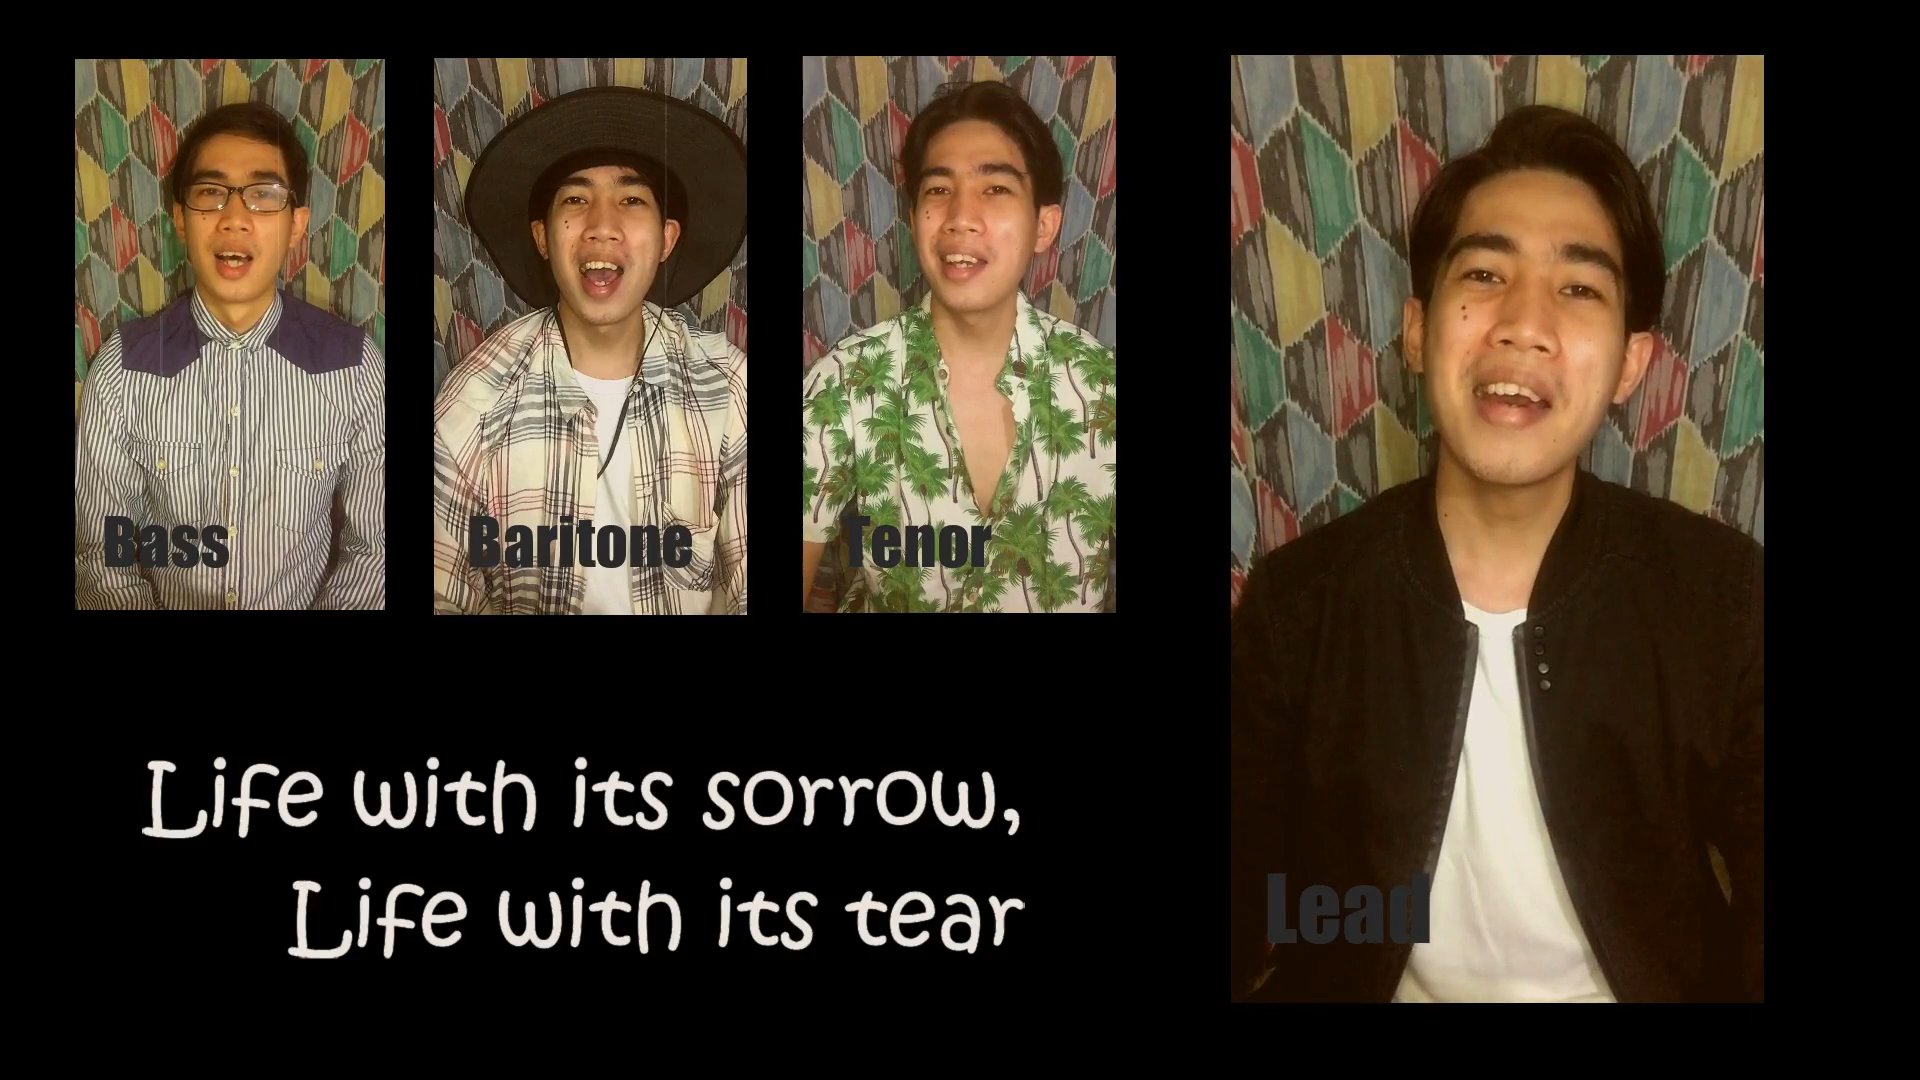 Bass
Baritone
Tenor
Lead
Life with its sorrow,
Life with its tear